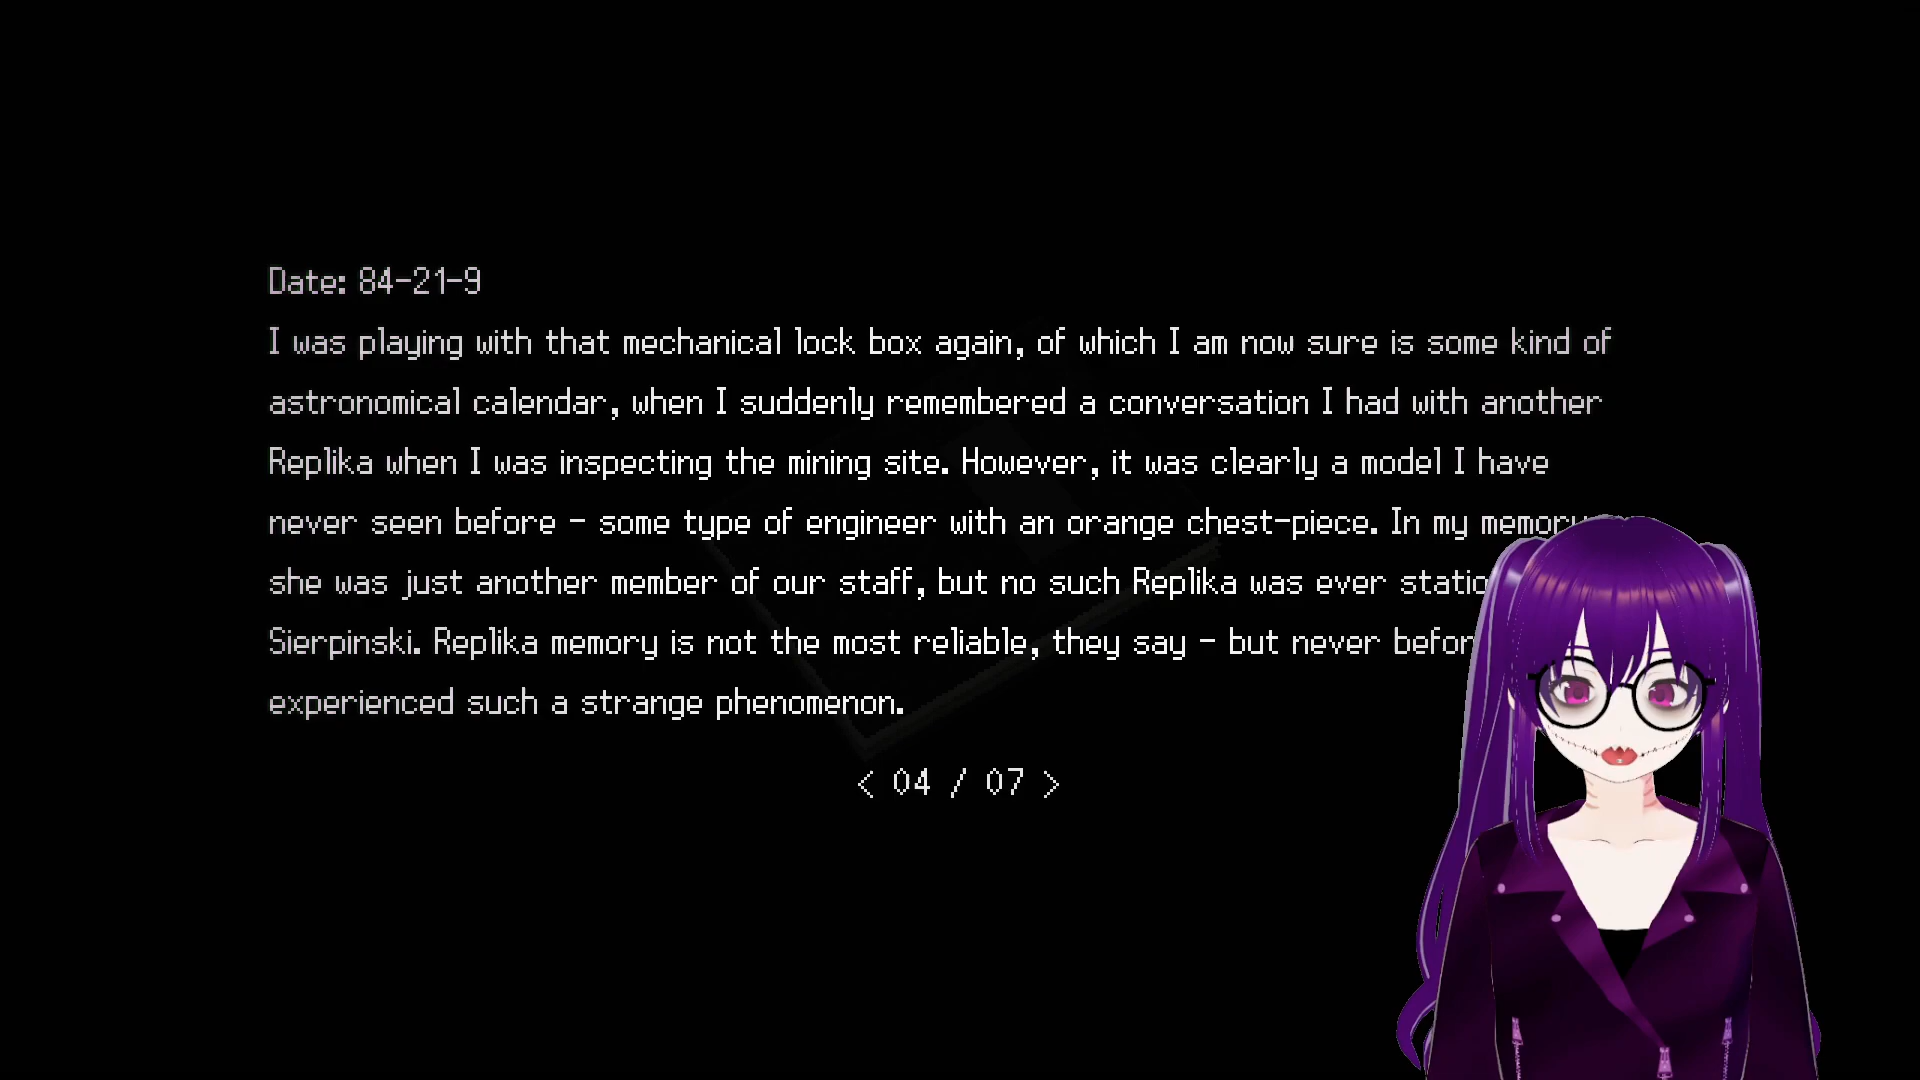 Date: 84-21-9
I was playing with that mechanical lock box again, of which I am now sure is some kind of
astronomical calendar, when I suddenly remembered a conversation I had with another
Replika when I was inspecting the mining site. However, it was clearly a model I have
never seen before - some type of engineer with an orange chest-piece. In my memory
she was just another member of our staff, but no such Replika was ever
Sierpinski. Replika memory is not the most reliable, they say - but never
experienced such a strange phenomenon.
< 04 / 07 >